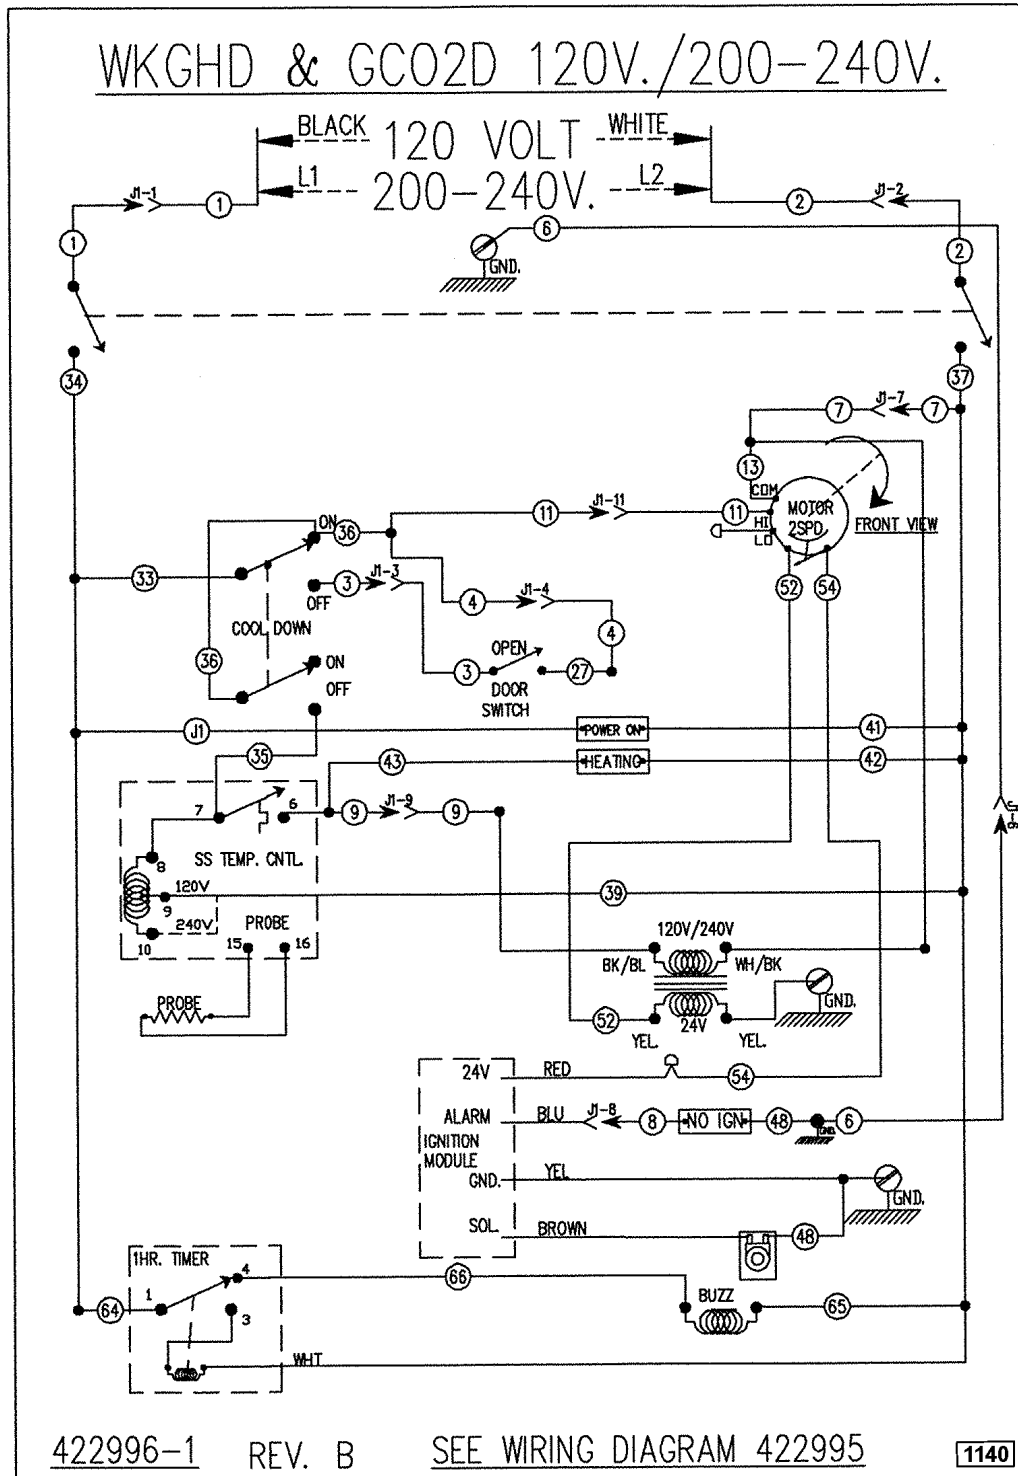 WKGHD & GCO2D 120V./200-240V.
BLACK 120 VOLT WHITE
L1 200-240V. L2
J1-1 1 2 J1-2
6
1 GND. 2
34 37
7 J1-7 7
13
COM
MOTOR
2SPD.
HI
LO
FRONT VIEW
ON 36 11 J1-11 11
33
3 J1-3
OFF
COOL DOWN
4 J1-4
4
52 54
36 ON
OFF
OPEN
3 27
DOOR
SWITCH
J1 POWER ON 41
35 43 HEATING 42
7 6 9 J1-9 9
J1-6
SS TEMP. CNTL.
8
120V
9 39
240V
10
PROBE
15 16
120V/240V
BK/BL WH/BK
PROBE
GND.
52 24V
YEL. YEL.
24V RED 54
ALARM BLU J1-8 8 NO IGN 48 GND. 6
IGNITION
MODULE
GND. YEL
GND.
SOL. BROWN 48
1HR. TIMER
4 66
BUZZ
64 1 65
3
WHT
422996-1 REV. B SEE WIRING DIAGRAM 422995
1140